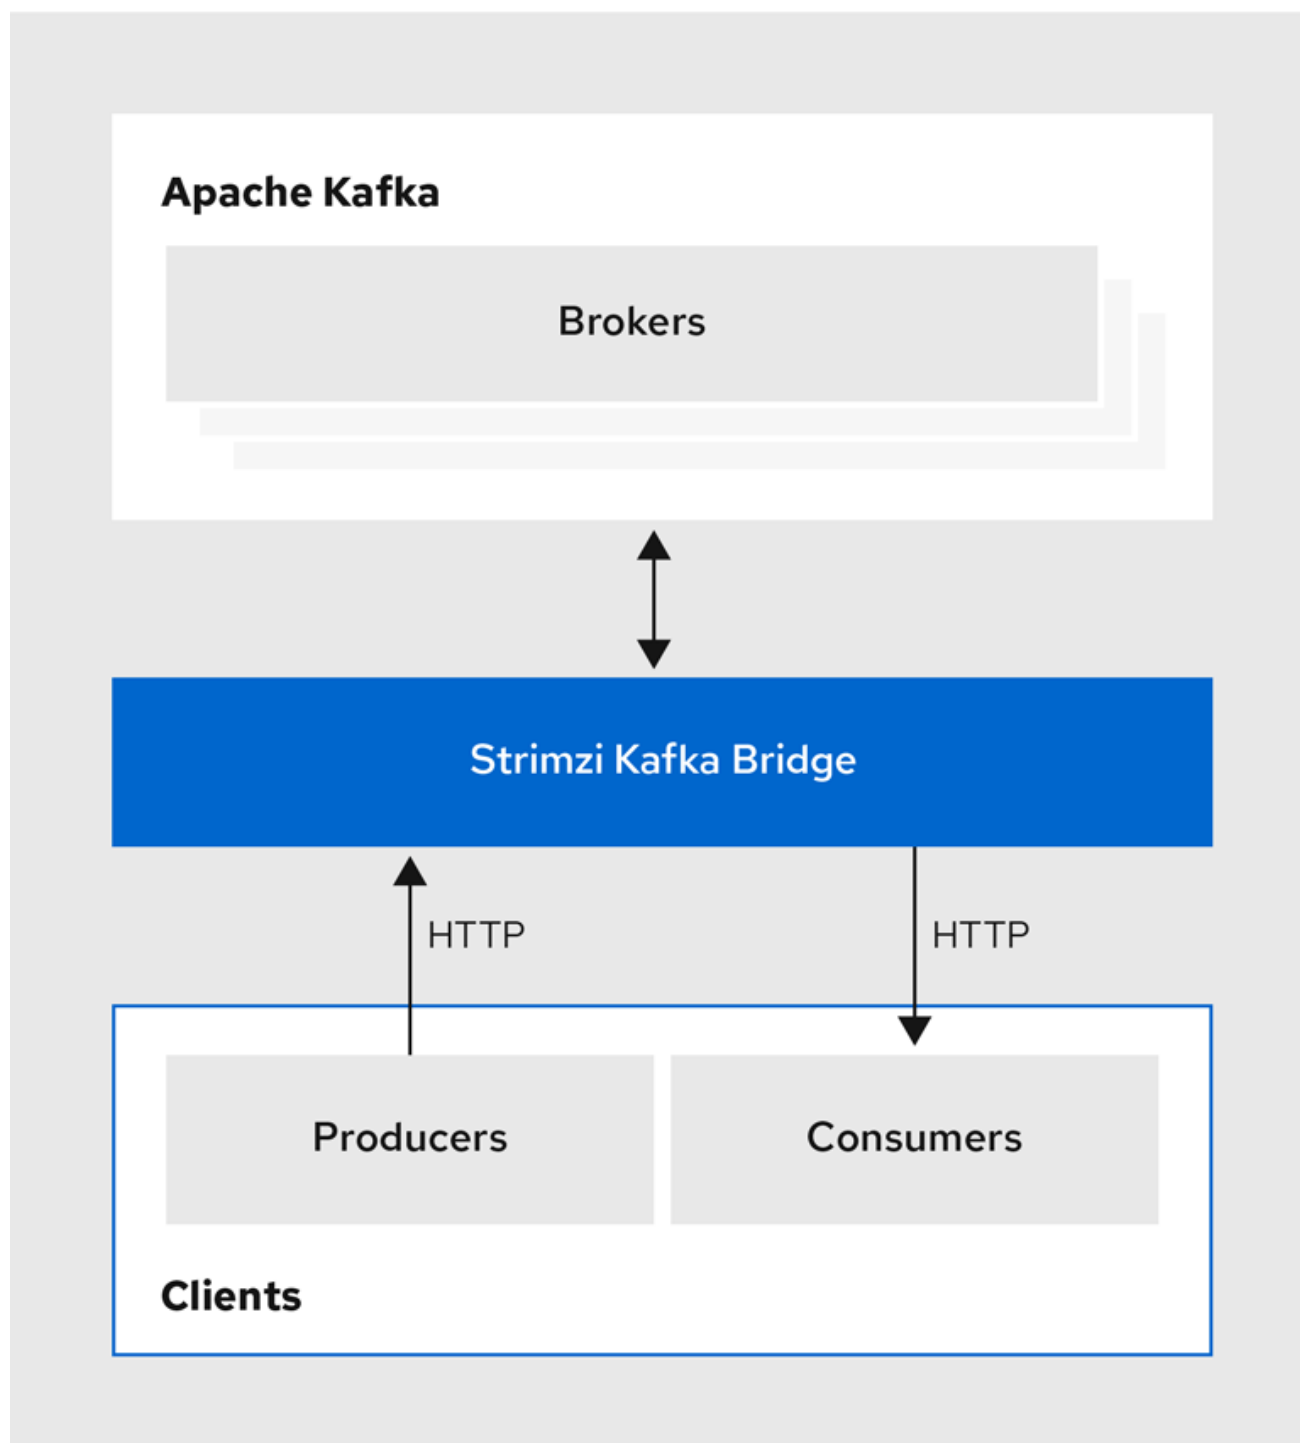 Apache Kafka
Brokers
Strimzi Kafka Bridge
HTTP
HTTP
Producers
Consumers
Clients